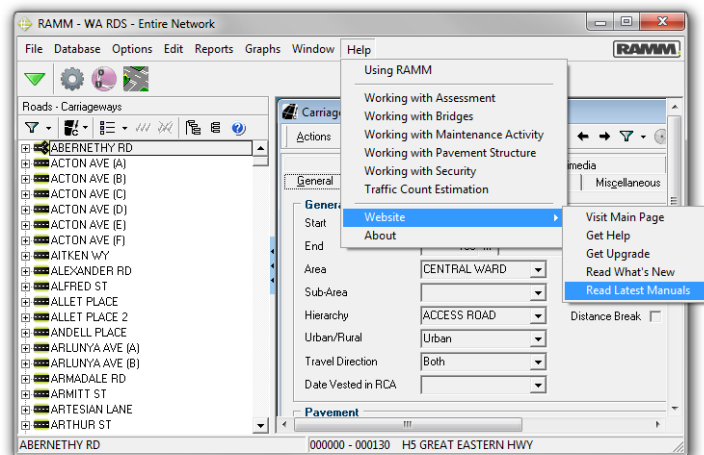 RAMM - WA RDS - Entire Network
File Database Options Edit Reports Graphs Window Help
RAMM
Roads - Carriageways
ABERNETHY RD
ACTON AVE (A)
ACTON AVE (B)
ACTON AVE (C)
ACTON AVE (D)
ACTON AVE (E)
ACTON AVE (F)
AITKEN WY
ALEXANDER RD
ALFRED ST
ALLET PLACE
ALLET PLACE 2
ANDELL PLACE
ARLUNYA AVE (A)
ARLUNYA AVE (B)
ARMADALE RD
ARMITT ST
ARTESIAN LANE
ARTHUR ST
Using RAMM
Working with Assessment
Working with Bridges
Working with Maintenance Activity
Working with Pavement Structure
Working with Security
Traffic Count Estimation
Website
About
Visit Main Page
Get Help
Get Upgrade
Read What's New
Read Latest Manuals
Carriag
Actions
General
Miscellaneous
Start
End
Area CENTRAL WARD
Sub-Area
Hierarchy ACCESS ROAD Distance Break
Urban/Rural Urban
Travel Direction Both
Date Vested in RCA
Pavement
ABERNETHY RD 000000 - 000130 H5 GREAT EASTERN HWY